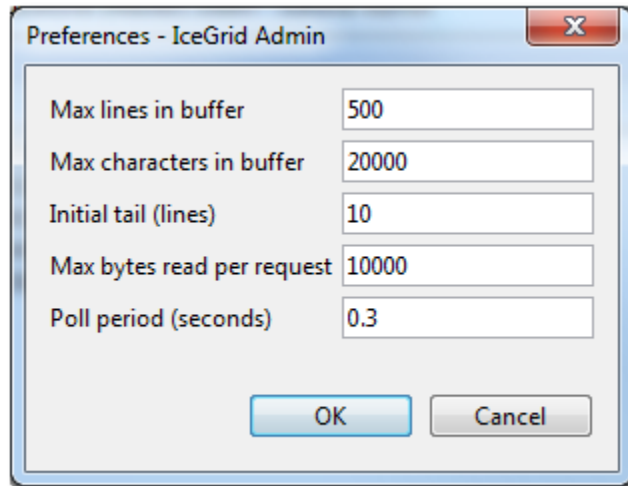 Preferences - IceGrid Admin
Max lines in buffer 500
Max characters in buffer 20000
Initial tail (lines) 10
Max bytes read per request 10000
Poll period (seconds) 0.3
OK Cancel